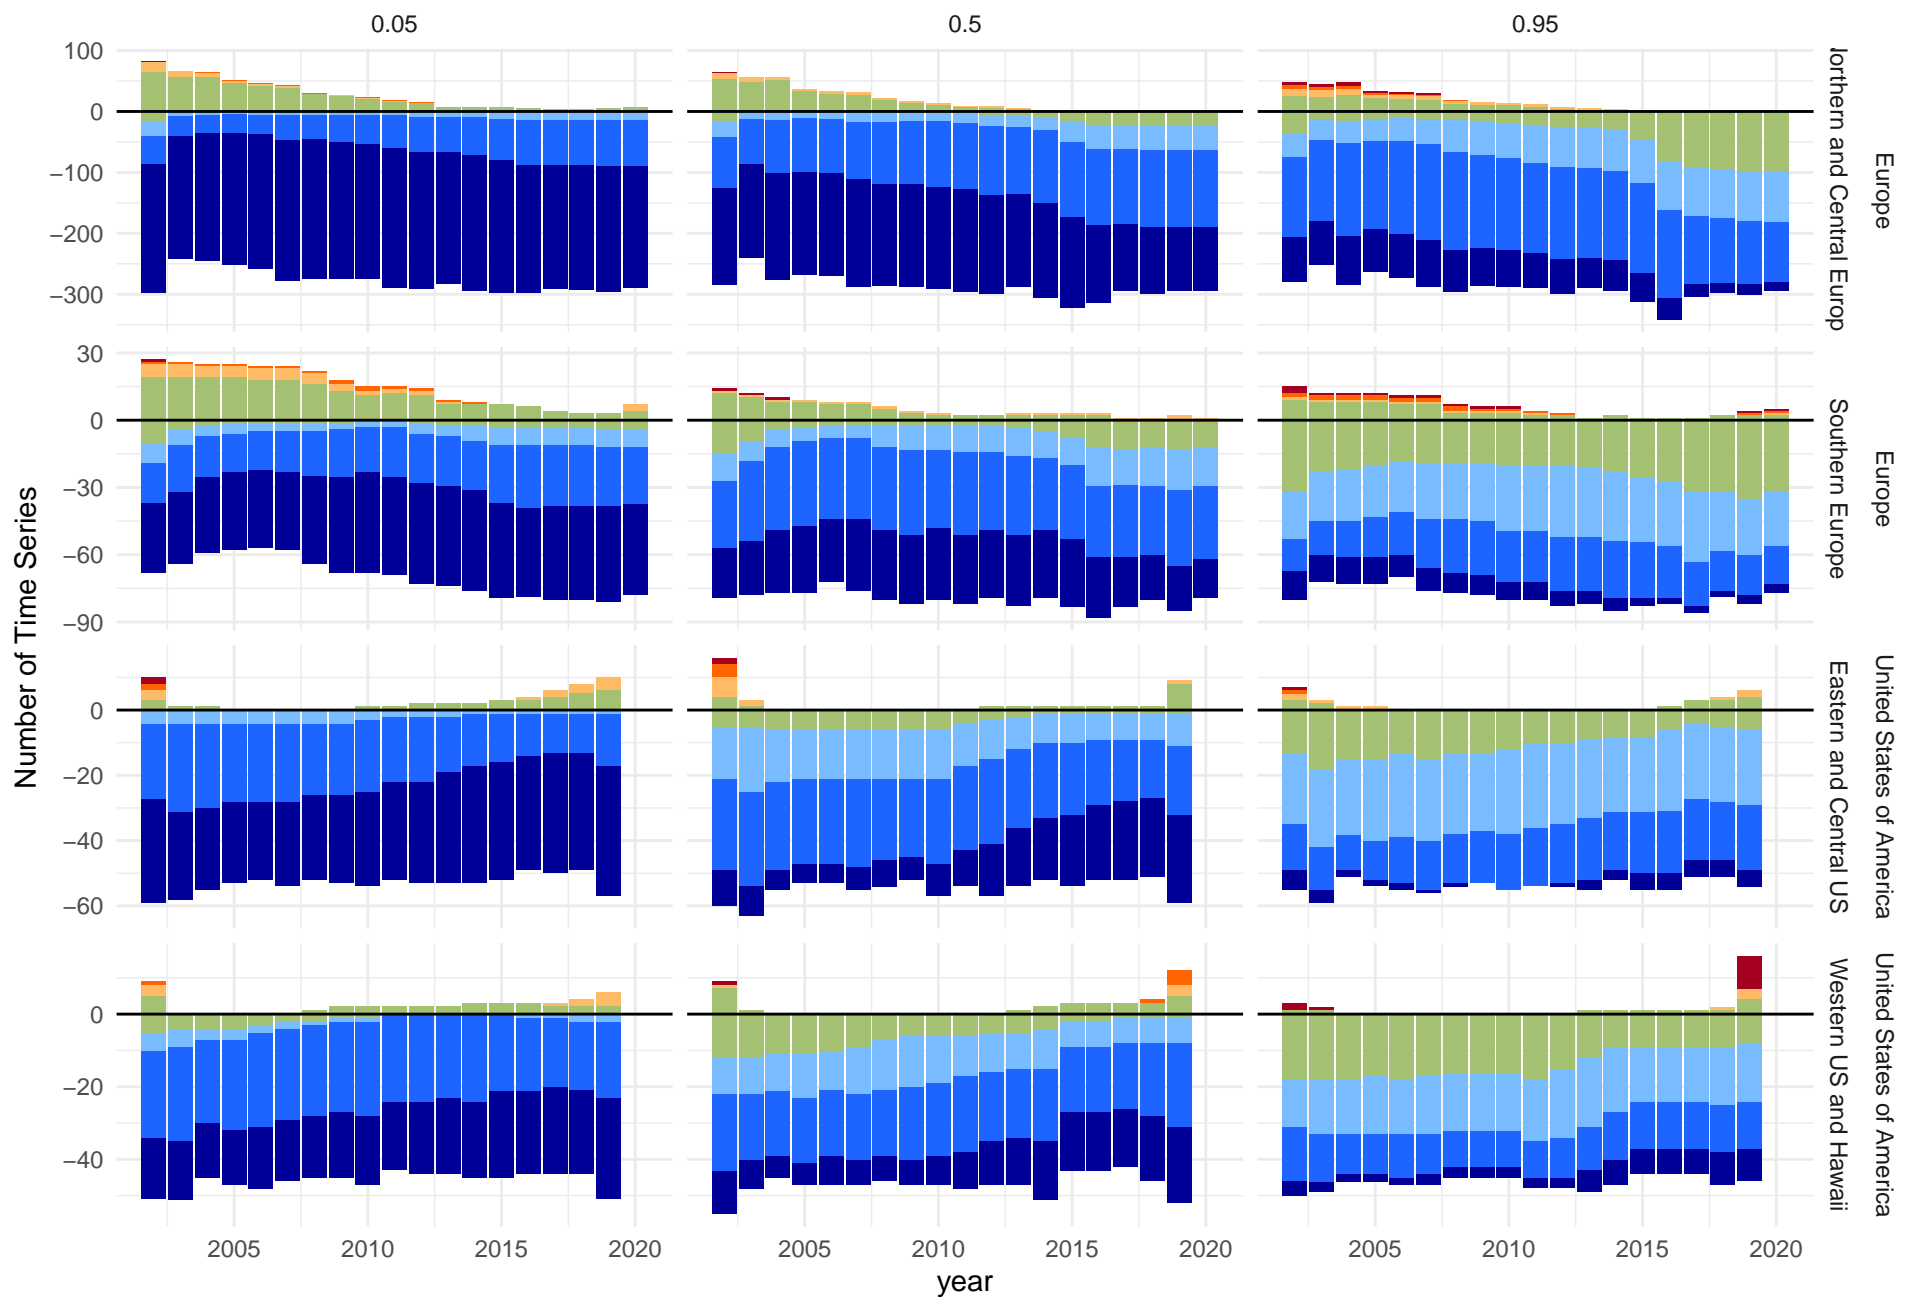 0.05 0.5 0.95
100
0
−100
−200
−300
orthern and Central Europ
Europe
30
0
−30
−60
−90
Southern Europe
Europe
0
−20
−40
−60
Eastern and Central US
United States of America
0
−20
−40
Western US and Hawaii
United States of America
Number of Time Series
2005 2010 2015 2020 2005 2010 2015 2020 2005 2010 2015 2020
year